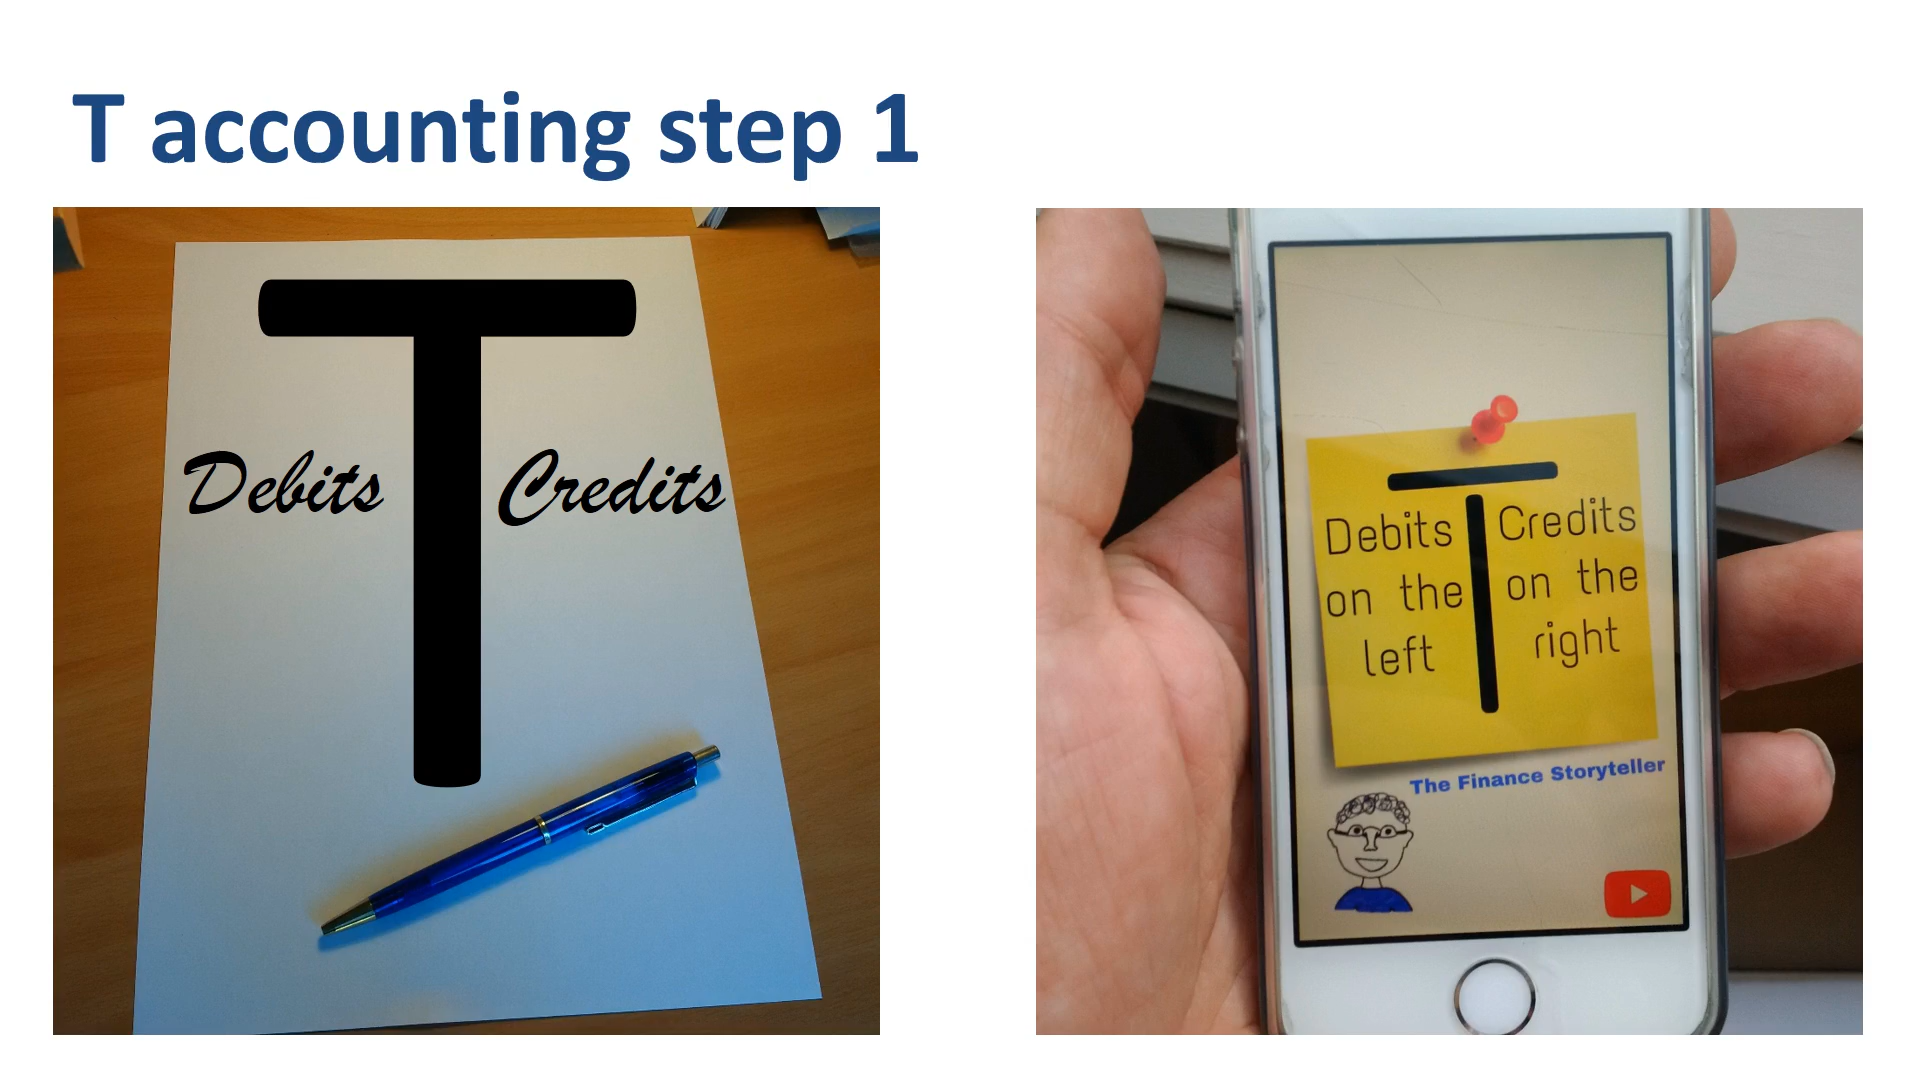 T accounting step 1
Debits
Credits
Debits
on the
left
Credits
on the
right
The Finance Storyteller